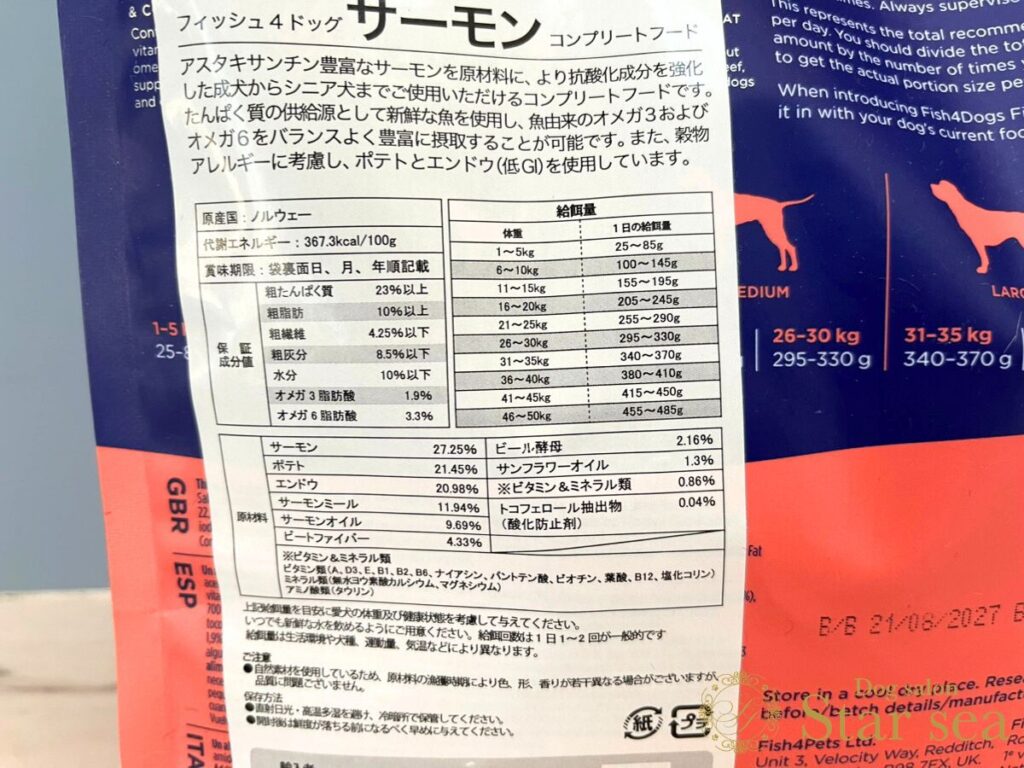 フィッシュ4ドッグ サーモン コンプリートフード
アスタキサンチン豊富なサーモンを原材料に、より抗酸化成分を強化
した成犬からシニア犬までご使用いただけるコンプリートフードです。
たんぱく質の供給源として新鮮な魚を使用し、魚由来のオメガ3および
オメガ6をバランスよく豊富に摂取することが可能です。また、穀物
アレルギーに考慮し、ポテトとエンドウ(低GI)を使用しています。
原産国:ノルウェー
代謝エネルギー:367.3kcal/100g
賞味期限:袋裏面日、月、年順記載
保証成分値
粗たんぱく質 23%以上
粗脂肪 10%以上
粗繊維 4.25%以下
粗灰分 8.5%以下
水分 10%以下
オメガ3脂肪酸 1.9%
オメガ6脂肪酸 3.3%
給餌量
体重 1日の給餌量
1~5kg 25~85g
6~10kg 100~145g
11~15kg 155~195g
16~20kg 205~245g
21~25kg 255~290g
26~30kg 295~330g
31~35kg 340~370g
36~40kg 380~410g
41~45kg 415~450g
46~50kg 455~485g
原材料
サーモン 27.25%
ポテト 21.45%
エンドウ 20.98%
サーモンミール 11.94%
サーモンオイル 9.69%
ビートファイバー 4.33%
ビール酵母 2.16%
サンフラワーオイル 1.3%
※ビタミン&ミネラル類 0.86%
トコフェロール抽出物 0.04%
(酸化防止剤)
※ビタミン&ミネラル類
ビタミン類(A、D3、E、B1、B2、B6、ナイアシン、パントテン酸、ビオチン、葉酸、B12、塩化コリン)
ミネラル類(無水ヨウ素酸カルシウム、マグネシウム)
アミノ酸類(タウリン)
上記給餌量を目安に愛犬の体重及び健康状態を考慮して与えてください。
いつでも新鮮な水を飲めるようにご用意ください。給餌回数は1日1~2回が一般的です
給餌量は生活環境や犬種、運動量、気温などにより異なります。
ご注意
●自然素材を使用しているため、原材料の漁獲時期により色、形、香りが若干異なる場合がございますが、
品質に問題ございません。
保存方法
●直射日光・高温多湿を避け、冷暗所で保管してください。
●開封後は鮮度が落ちる前になるべく早めに与えてください。
紙 プラ
Always supervise
This represents the total recomme
per day. You should divide the to
amount by the number of times
to get the actual portion size pe
When introducing Fish4Dogs Fi
it in with your dog's current foo
EDIUM
LARG
26-30 kg
295-330 g
31-35 kg
340-370 g
1-5
25-8
GBR
ESP
ITA
Fat
B/B 21/08/2027 B
Store in a cool dry place. Rese
before/batch details/manufact
Fish4Pets Ltd.
Unit 3, Velocity Way, Redditch,
UK.
Dog salon
Star sea